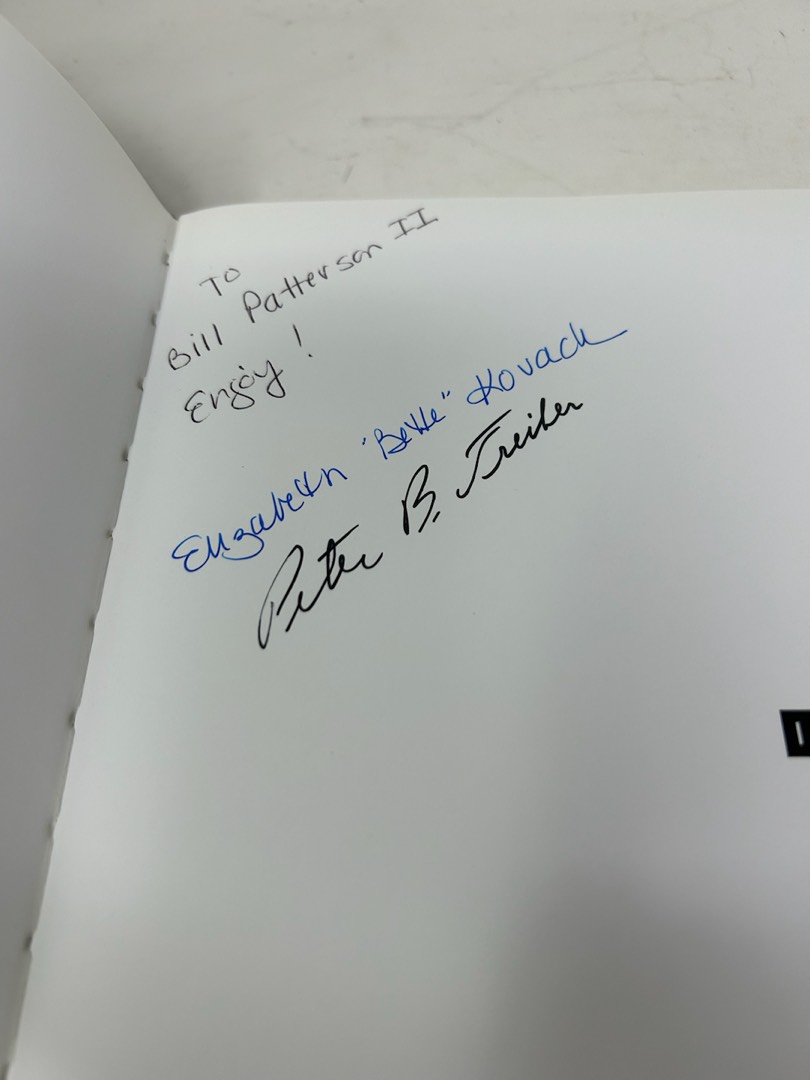 To
Bill Patterson II
Enjoy!
Elizabeth "Bette" Kovach
Peter B. Treiber
I